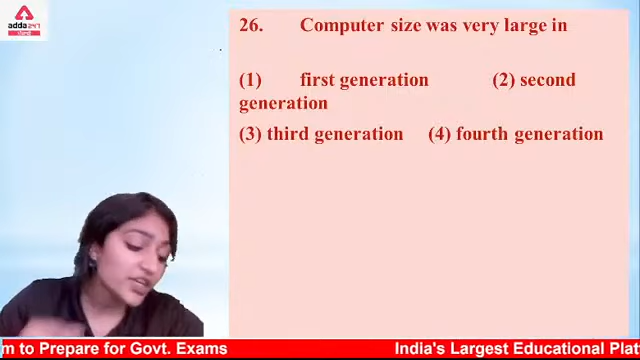 adda247
ਪੰਜਾਬੀ
26. Computer size was very large in
(1) first generation (2) second
generation
(3) third generation (4) fourth generation
m to Prepare for Govt. Exams India's Largest Educational Plat